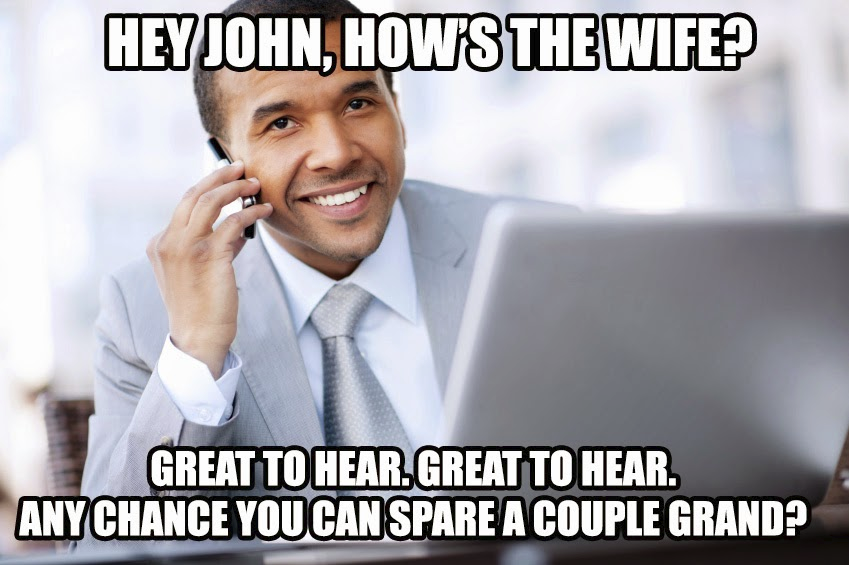 HEY JOHN, HOW'S THE WIFE?
GREAT TO HEAR. GREAT TO HEAR.
ANY CHANCE YOU CAN SPARE A COUPLE GRAND?